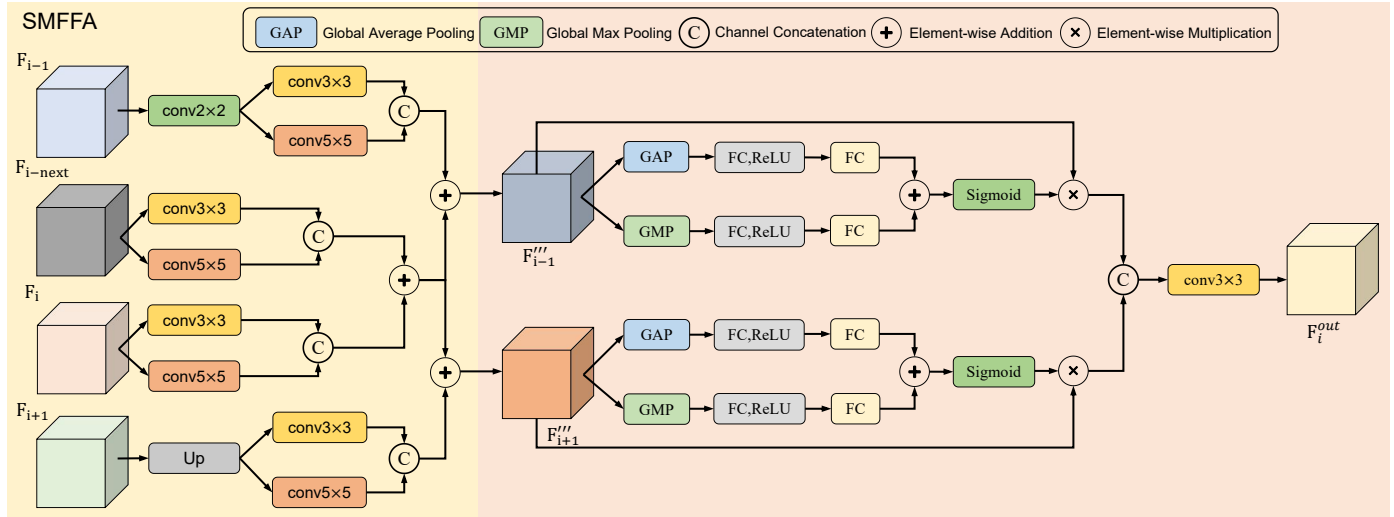 SMFFA
GAP Global Average Pooling GMP Global Max Pooling C Channel Concatenation + Element-wise Addition × Element-wise Multiplication
F_{i−1}
conv2×2
conv3×3
conv5×5
C
F_{i−next}
conv3×3
conv5×5
C
+
F_i
conv3×3
conv5×5
C
+
F_{i+1}
Up
conv3×3
conv5×5
C
+
F'''_{i−1}
GAP FC,ReLU FC
GMP FC,ReLU FC
+ Sigmoid ×
F'''_{i+1}
GAP FC,ReLU FC
GMP FC,ReLU FC
+ Sigmoid ×
C conv3×3
F_i^{out}